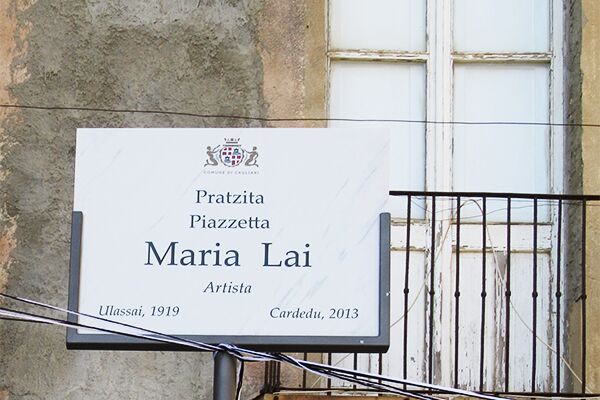 COMUNE DI CAGLIARI
Pratzita
Piazzetta
Maria Lai
Artista
Ulassai, 1919 Cardedu, 2013